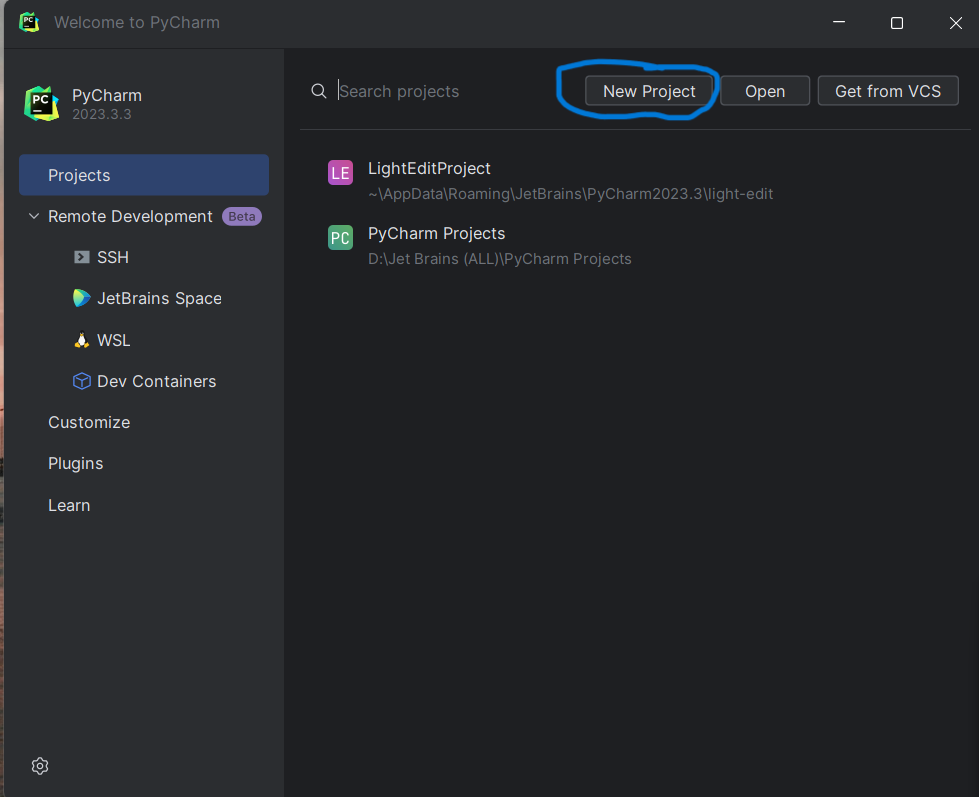 Welcome to PyCharm
PC
PyCharm
2023.3.3
Search projects
New Project
Open
Get from VCS
Projects
Remote Development Beta
SSH
JetBrains Space
WSL
Dev Containers
Customize
Plugins
Learn
LE
LightEditProject
~\AppData\Roaming\JetBrains\PyCharm2023.3\light-edit
PC
PyCharm Projects
D:\Jet Brains (ALL)\PyCharm Projects